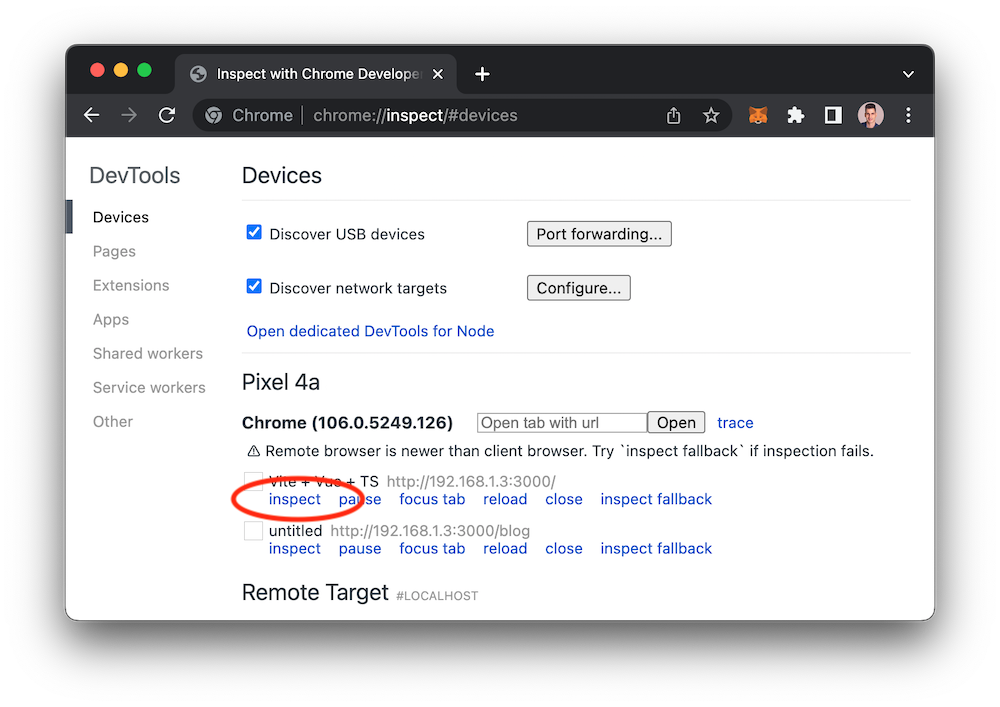 Inspect with Chrome Develope
Chrome chrome://inspect/#devices
DevTools
Devices
Pages
Extensions
Apps
Shared workers
Service workers
Other
Devices
Discover USB devices Port forwarding...
Discover network targets Configure...
Open dedicated DevTools for Node
Pixel 4a
Chrome (106.0.5249.126) Open tab with url Open trace
⚠ Remote browser is newer than client browser. Try `inspect fallback` if inspection fails.
Vite + Vue + TS http://192.168.1.3:3000/
inspect pause focus tab reload close inspect fallback
untitled http://192.168.1.3:3000/blog
inspect pause focus tab reload close inspect fallback
Remote Target #LOCALHOST